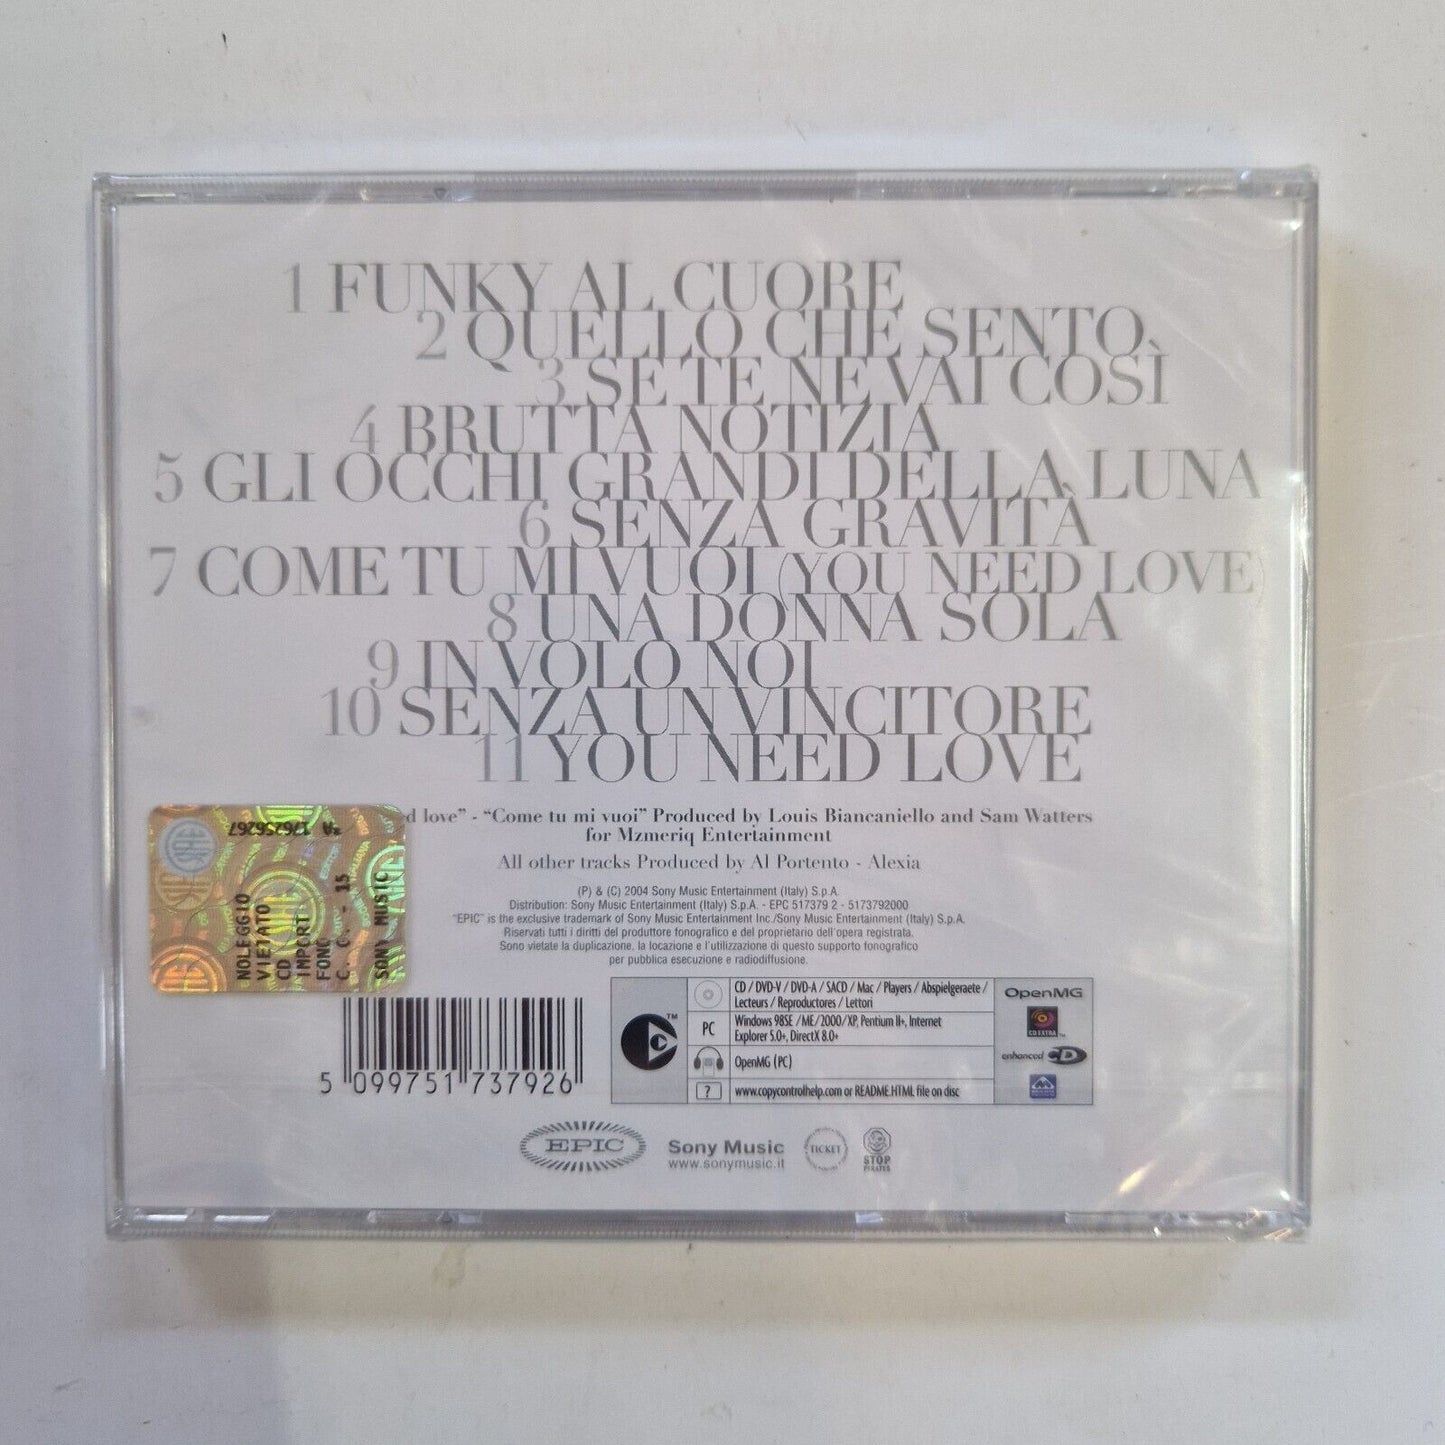 1 FUNKY AL CUORE
2 QUELLO CHE SENTO
3 SE TE NE VAI COSÌ
4 BRUTTA NOTIZIA
5 GLI OCCHI GRANDI DELLA LUNA
6 SENZA GRAVITÀ
7 COME TU MI VUOI (YOU NEED LOVE)
8 UNA DONNA SOLA
9 IN VOLO NOI
10 SENZA UN VINCITORE
11 YOU NEED LOVE
love” - “Come tu mi vuoi” Produced by Louis Biancaniello and Sam Watters
for Mzmeriq Entertainment
All other tracks Produced by Al Portento - Alexia
(P) & (C) 2004 Sony Music Entertainment (Italy) S.p.A.
Distribution: Sony Music Entertainment (Italy) S.p.A. - EPC 517379 2 - 5173792000
“EPIC” is the exclusive trademark of Sony Music Entertainment Inc./Sony Music Entertainment (Italy) S.p.A.
Riservati tutti i diritti del produttore fonografico e del proprietario dell'opera registrata.
Sono vietate la duplicazione, la locazione e l'utilizzazione di questo supporto fonografico
per pubblica esecuzione e radiodiffusione.
*A 176256267
NOLEGGIO
VIETATO
CD
IMPORT
FONO
C. C. - 15
SONY MUSIC
5 099751 737926
TM
CD / DVD-V / DVD-A / SACD / Mac / Players / Abspielgeraete /
Lecteurs / Reproductores / Lettori
PC
Windows 98SE /ME/2000/XP, Pentium II+, Internet
Explorer 5.0+, DirectX 8.0+
OpenMG (PC)
?
www.copycontrolhelp.com or README.HTML file on disc
OpenMG
CD EXTRA
enhanced CD
EPIC
Sony Music
www.sonymusic.it
TICKET
STOP
PIRATES